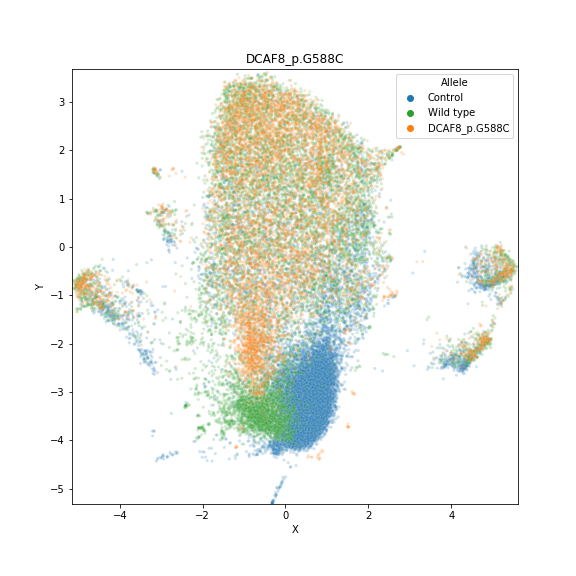 DCAF8_p.G588C
Allele
Control
Wild type
DCAF8_p.G588C
3
2
1
0
−1
−2
−3
−4
−5
Y
−4
−2
0
2
4
X